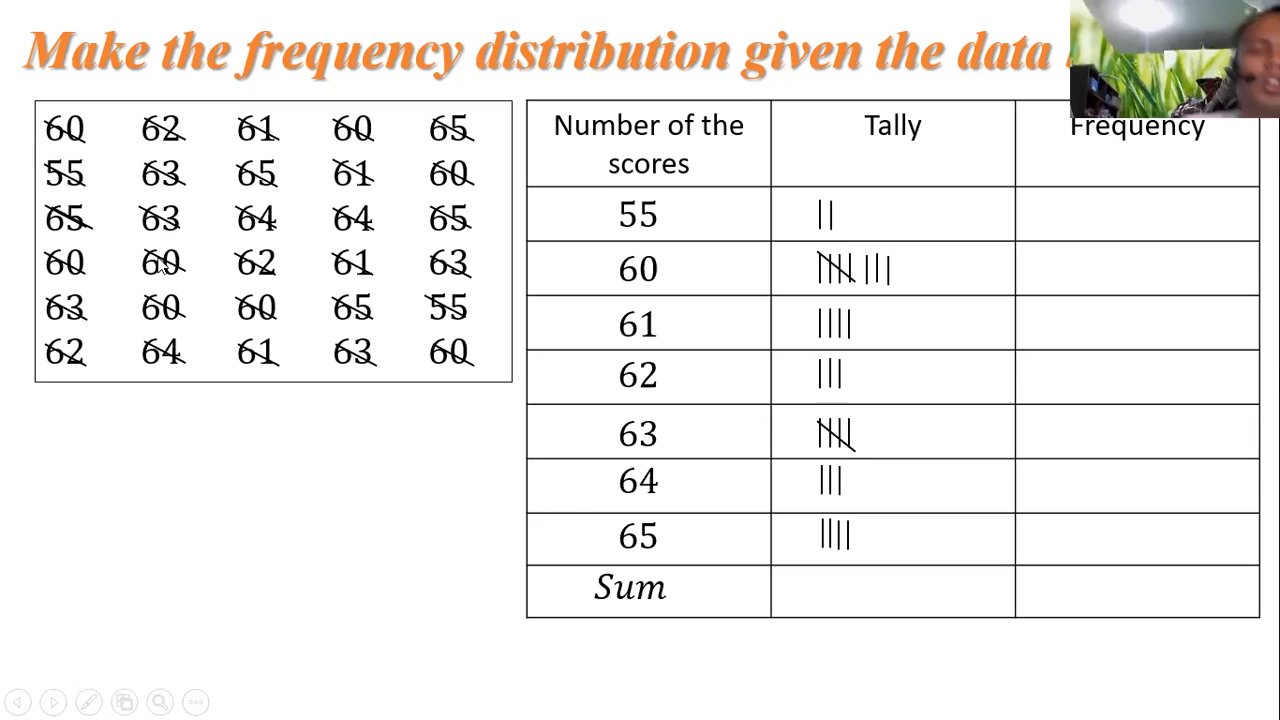 Make the frequency distribution given the data
60 62 61 60 65
55 63 65 61 60
65 63 64 64 65
60 60 62 61 63
63 60 60 65 55
62 64 61 63 60
Number of the scores Tally Frequency
55
60
61
62
63
64
65
Sum